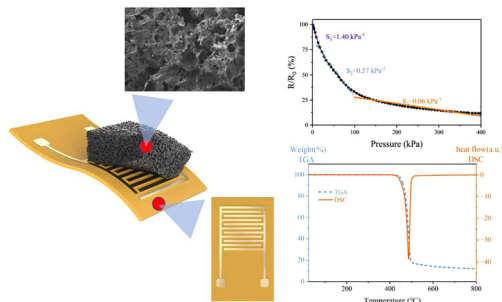 100
80
60
40
20
0
R/R₀ (%)
S₁=1.40 kPa⁻¹
S₂=0.57 kPa⁻¹
S₃=0.06 kPa⁻¹
0 100 200 300 400
Pressure (kPa)
Weight(%)
TGA
heat flow(a.u.)
DSC
100
80
60
40
20
0
TGA
DSC
0
-10
-20
-30
-40
200 400 600 800
Temperature (°C)